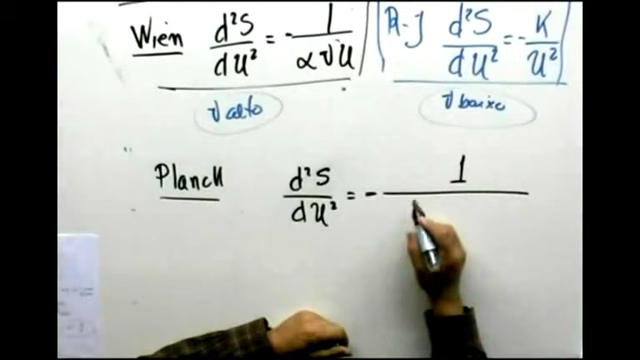 Wien d²S/dU² = - 1/ανU R-J d²S/dU² = - K/U²
ν alto ν baixo
Planck d²S/dU² = - 1